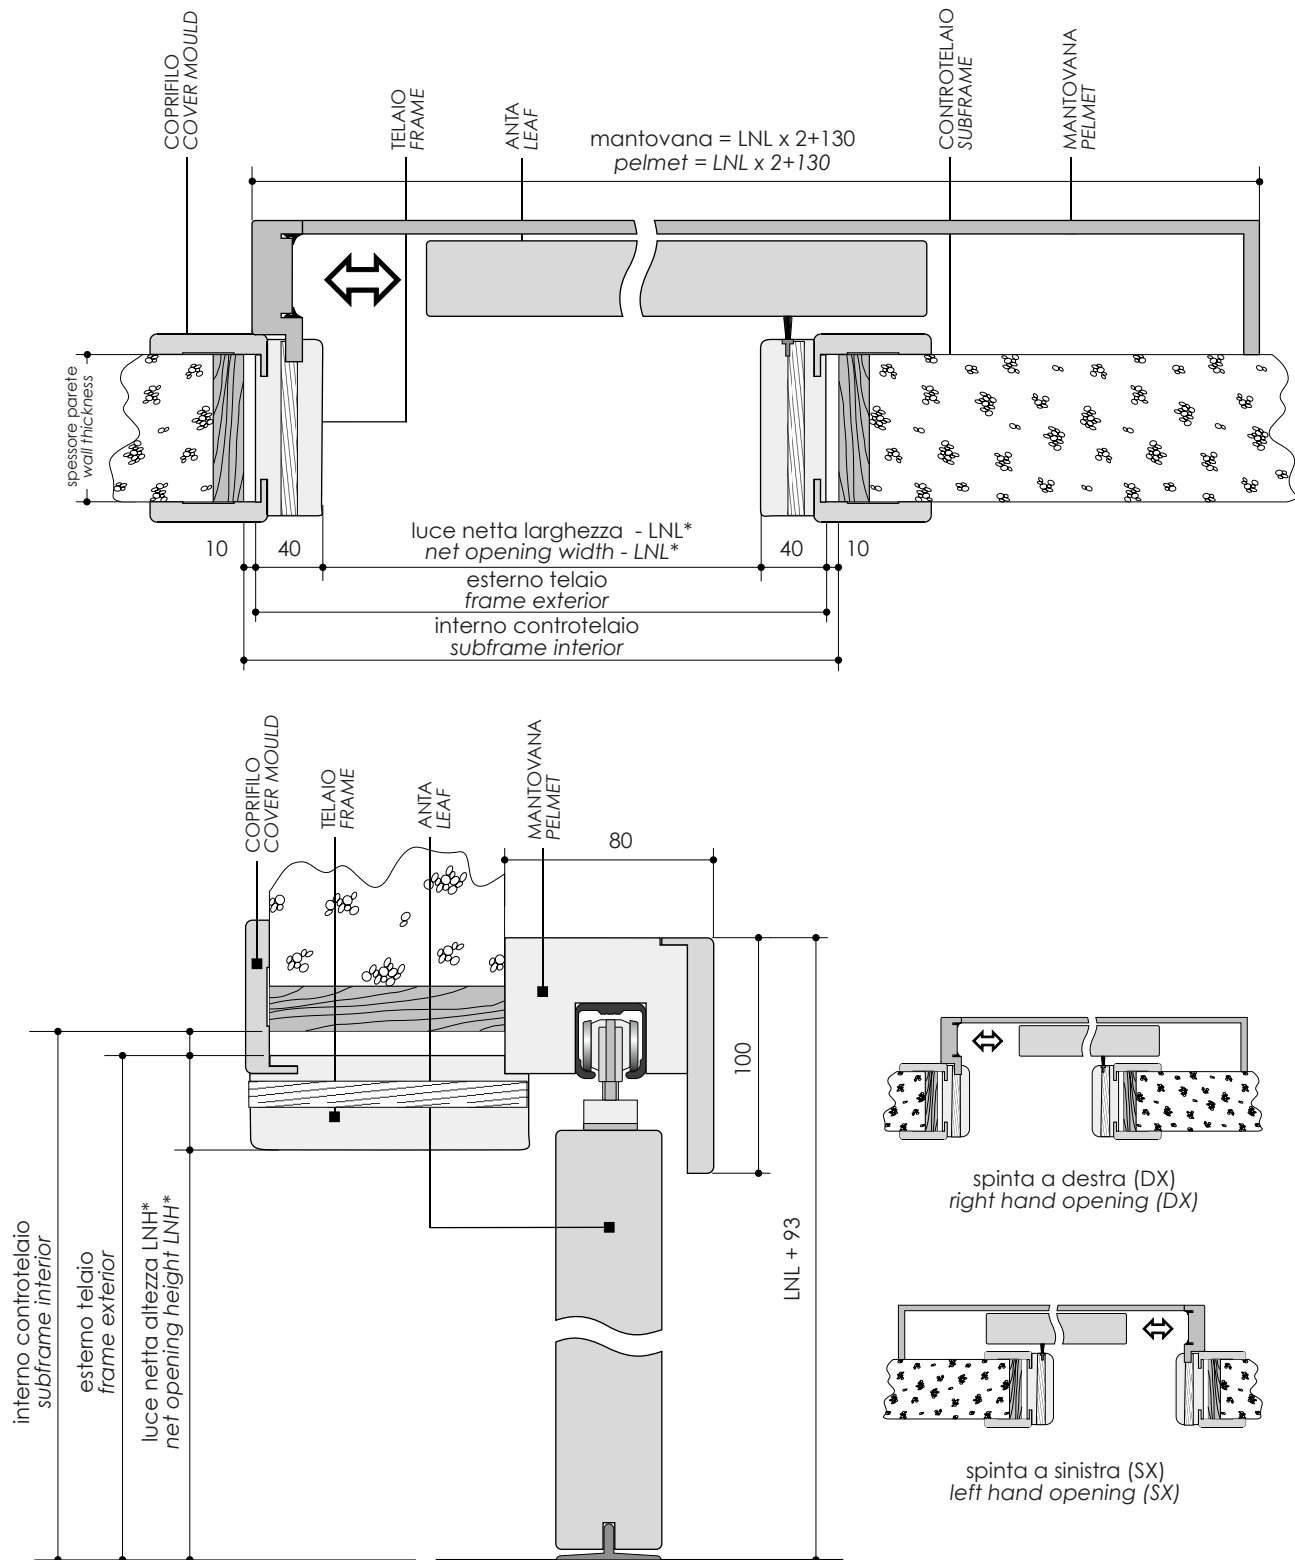 COPRIFILO
COVER MOULD
TELAIO
FRAME
ANTA
LEAF
CONTROTELAIO
SUBFRAME
MANTOVANA
PELMET
mantovana = LNL x 2+130
pelmet = LNL x 2+130
spessore parete
wall thickness
luce netta larghezza - LNL*
net opening width - LNL*
10
40
40
10
esterno telaio
frame exterior
interno controtelaio
subframe interior
COPRIFILO
COVER MOULD
TELAIO
FRAME
ANTA
LEAF
MANTOVANA
PELMET
80
100
LNL + 93
interno controtelaio
subframe interior
esterno telaio
frame exterior
luce netta altezza LNH*
net opening height LNH*
spinta a destra (DX)
right hand opening (DX)
spinta a sinistra (SX)
left hand opening (SX)